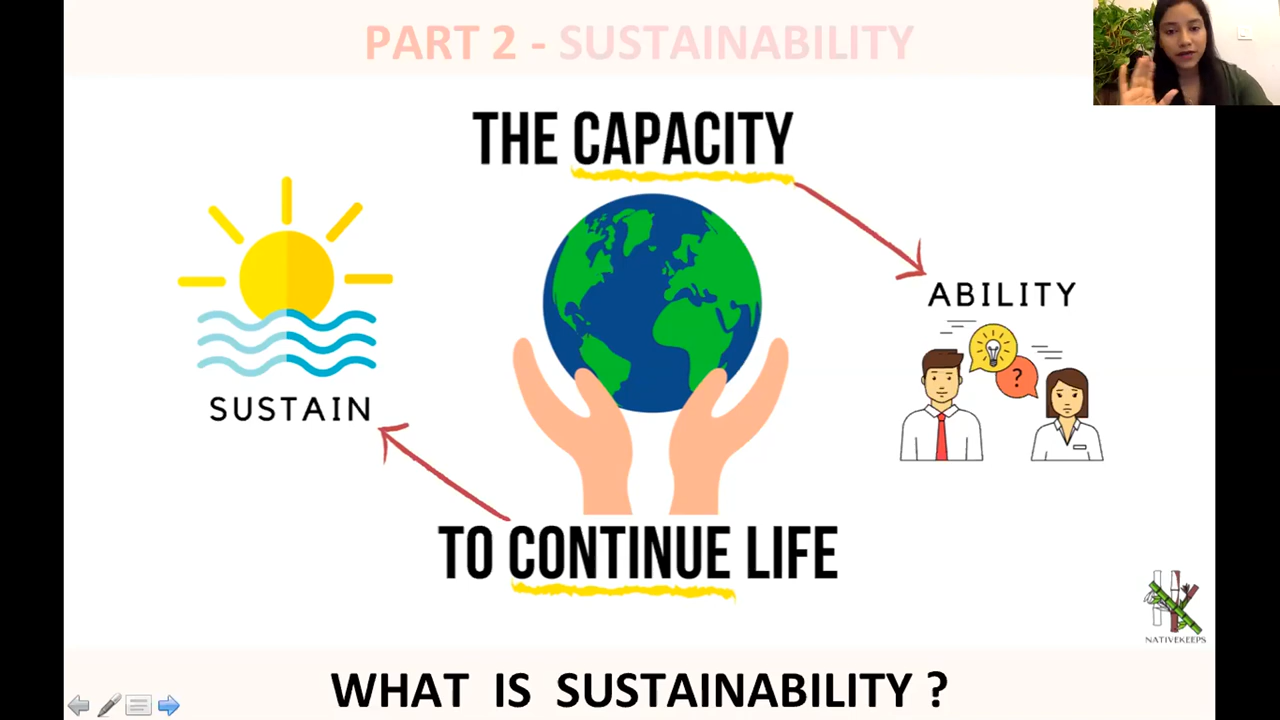 PART 2 - SUSTAINABILITY
THE CAPACITY
ABILITY
?
SUSTAIN
TO CONTINUE LIFE
NATIVEKEEPS
WHAT IS SUSTAINABILITY ?